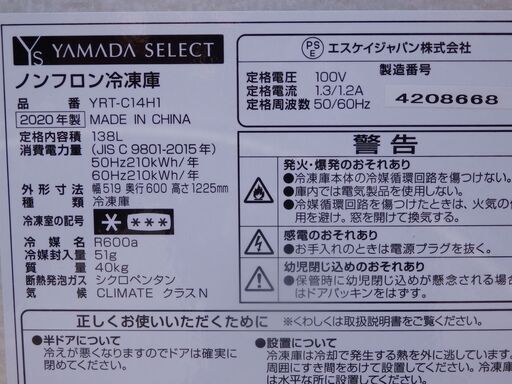 YS YAMADA SELECT
ノンフロン冷凍庫
品 番 YRT-C14H1
2020年製 MADE IN CHINA
定格内容積 138L
消費電力量 (JIS C 9801-2015年)
50Hz210kWh/年
60Hz210kWh/年
外形寸法 幅519 奥行600 高さ1225mm
種類 冷凍庫
冷凍室の記号
冷媒名 R600a
冷媒封入量 51g
質量 40kg
断熱発泡ガス シクロペンタン
気候 CLIMATE クラスN
PSE エスケイジャパン株式会社
定格電圧: 100V
定格電流: 1.3/1.2A
定格周波数: 50/60Hz
製造番号
4208668
警告
発火・爆発のおそれあり
●冷凍庫本体の冷媒循環回路を傷つけない。
●庫内では電気製品を使用しない。
●冷媒循環回路を傷つけたときは、火気の
用を避け、窓を開けて換気する。
感電のおそれあり
●お手入れのときは電源プラグを抜く。
幼児閉じ込めのおそれあり
●保管時に幼児閉じ込めが懸念される場合
はドアパッキンをはずす。
正しくお使いいただくために ※くわしくは取扱説明書をご覧ください。
●半ドアについて
冷えが悪くなりますのでドアは確実に
閉めてください。
●設置について
冷凍庫は冷却で発生する熱を外に逃しています。
周囲にすき間をあけて設置してください。
は水平な所に据